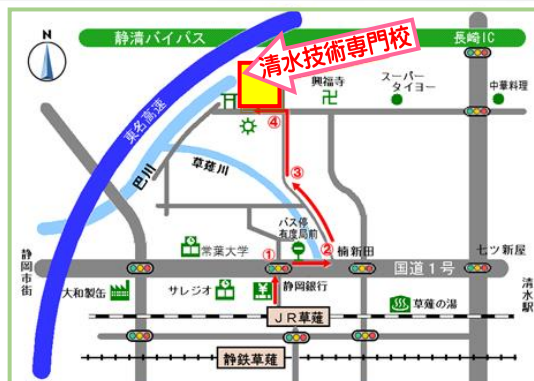 N
静清バイパス
長崎IC
清水技術専門校
東名高速
興福寺
スーパー
タイヨー
中華料理
④
巴川
草薙川
③
バス停
有度局前
②
常葉大学
①
楠新田
七ツ新屋
静岡市街
国道1号
清水駅
大和製缶
サレジオ
静岡銀行
草薙の湯
JR草薙
静鉄草薙